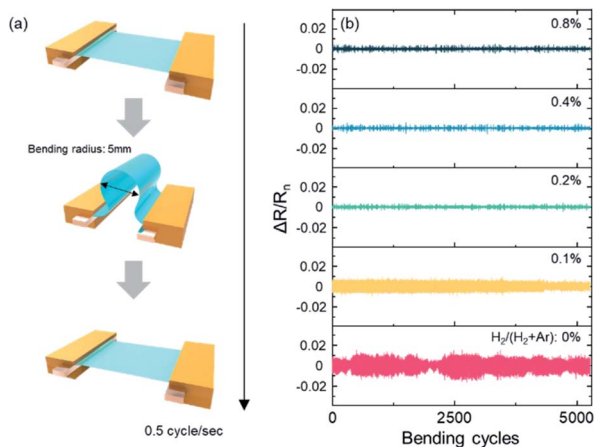 (a)
Bending radius: 5mm
0.5 cycle/sec
(b)
ΔR/Rₙ
0.02
0
-0.02
0.8%
0.02
0
-0.02
0.4%
0.02
0
-0.02
0.2%
0.02
0
-0.02
0.1%
0.02
0
-0.02
H₂/(H₂+Ar): 0%
0 2500 5000
Bending cycles